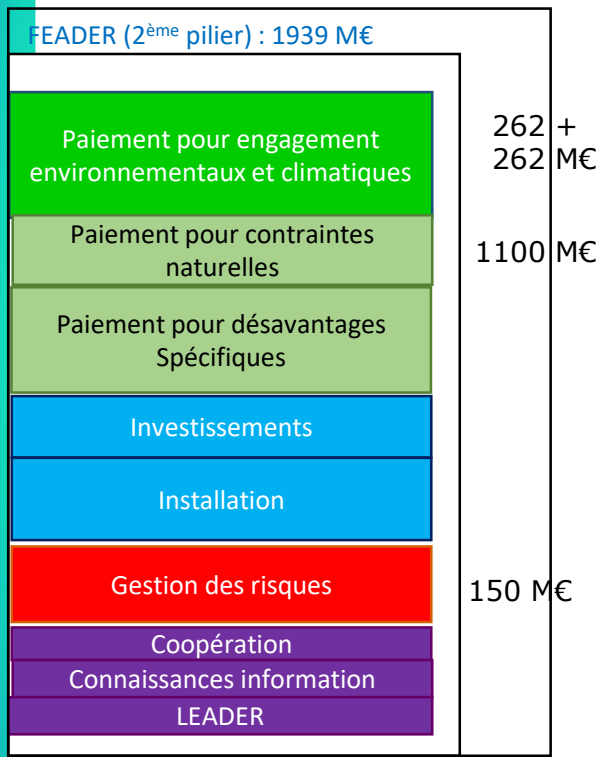 FEADER (2ème pilier) : 1939 M€
Paiement pour engagement
environnementaux et climatiques
262 +
262 M€
Paiement pour contraintes
naturelles
1100 M€
Paiement pour désavantages
Spécifiques
Investissements
Installation
Gestion des risques
150 M€
Coopération
Connaissances information
LEADER